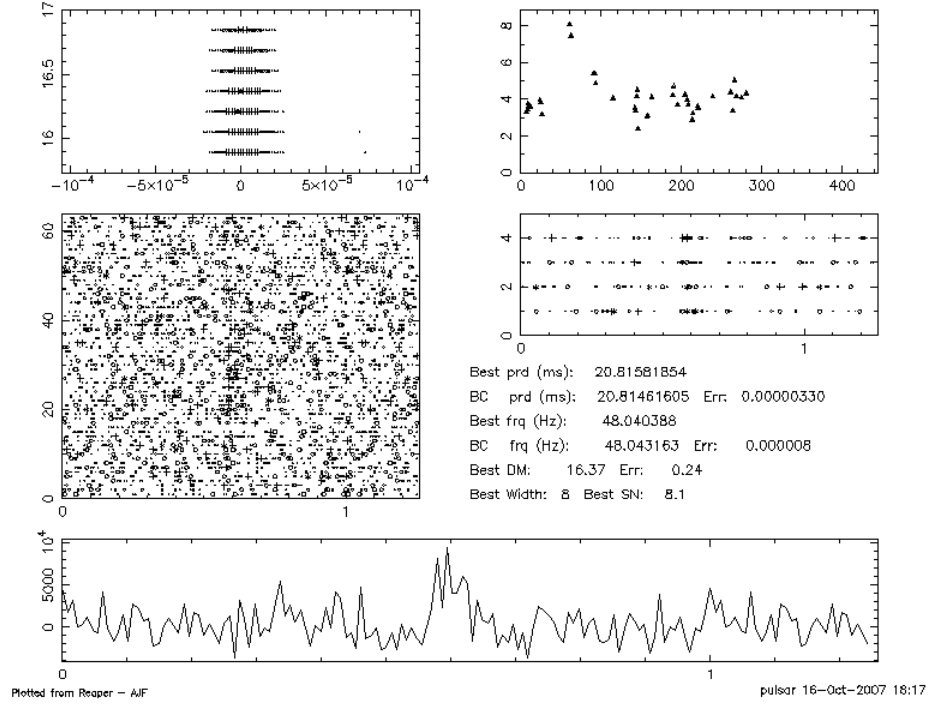 17
16.5
16
−10⁻⁴ −5×10⁻⁵ 0 5×10⁻⁵ 10⁻⁴
8
6
4
2
0
0 100 200 300 400
60
40
20
0
0 1
4
2
0
0 1
Best prd (ms): 20.81581854
BC prd (ms): 20.81461605 Err: 0.00000330
Best frq (Hz): 48.040388
BC frq (Hz): 48.043163 Err: 0.000008
Best DM: 16.37 Err: 0.24
Best Width: 8 Best SN: 8.1
10⁴
5000
0
0 1
Plotted from Reaper − AJF
pulsar 16−Oct−2007 18:17